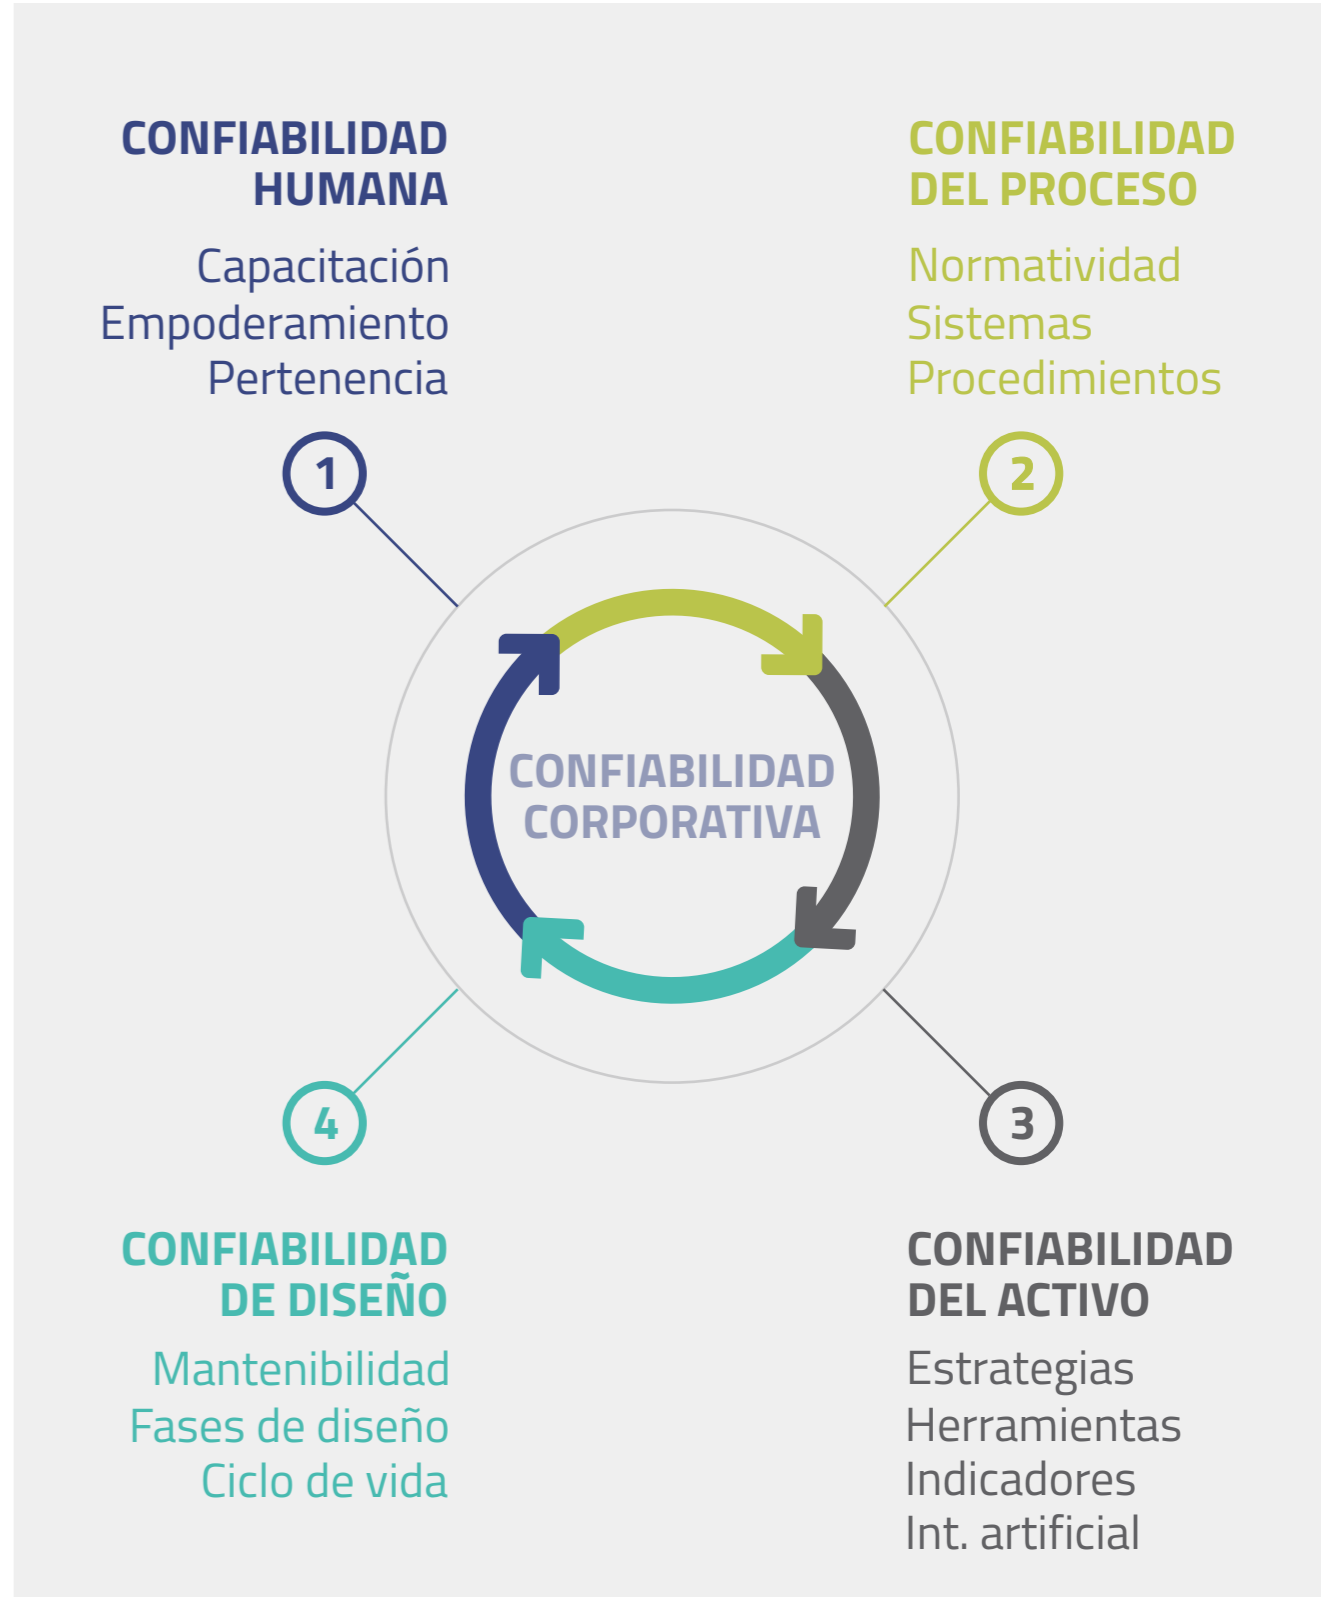 CONFIABILIDAD
HUMANA
Capacitación
Empoderamiento
Pertenencia
1
CONFIABILIDAD
DEL PROCESO
Normatividad
Sistemas
Procedimientos
2
CONFIABILIDAD
CORPORATIVA
4
CONFIABILIDAD
DE DISEÑO
Mantenibilidad
Fases de diseño
Ciclo de vida
3
CONFIABILIDAD
DEL ACTIVO
Estrategias
Herramientas
Indicadores
Int. artificial